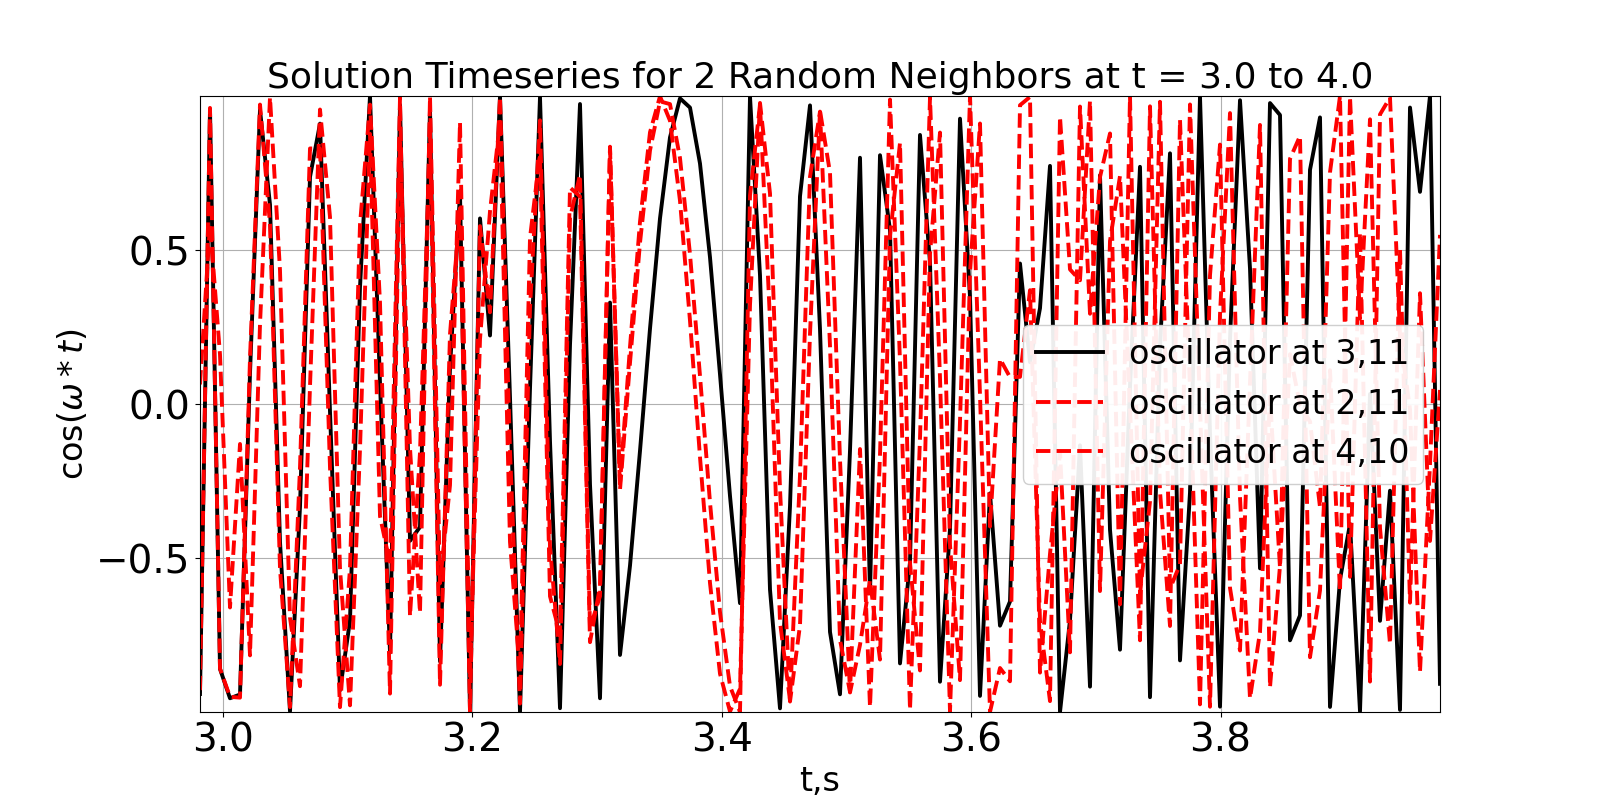 Solution Timeseries for 2 Random Neighbors at t = 3.0 to 4.0
0.5
0.0
−0.5
cos(ω * t)
oscillator at 3,11
oscillator at 2,11
oscillator at 4,10
3.0 3.2 3.4 3.6 3.8
t,s